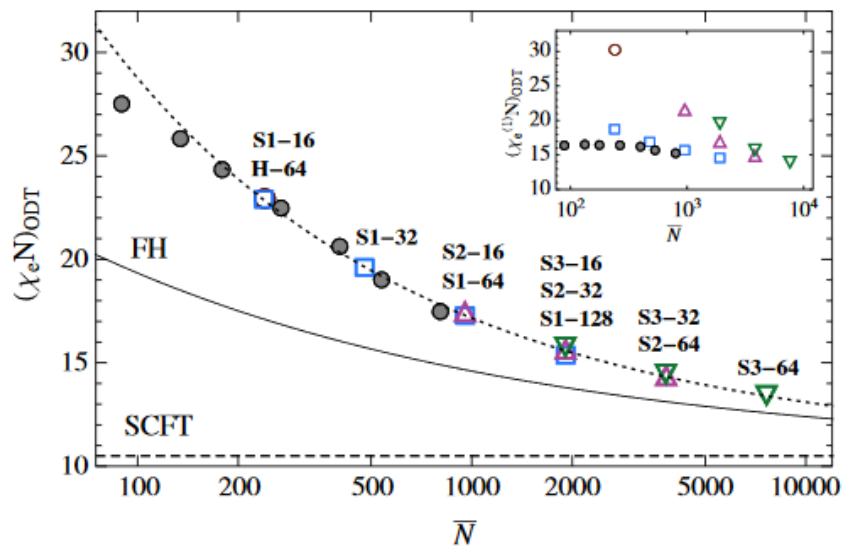 30
25
20
15
10
(χₑN)ODT
100
200
500
1000
2000
5000
10000
N̅
FH
SCFT
S1–16
H–64
S1–32
S2–16
S1–64
S3–16
S2–32
S1–128
S3–32
S2–64
S3–64
30
25
20
15
10
(χₑ⁽¹⁾N)ODT
10²
10³
10⁴
N̅